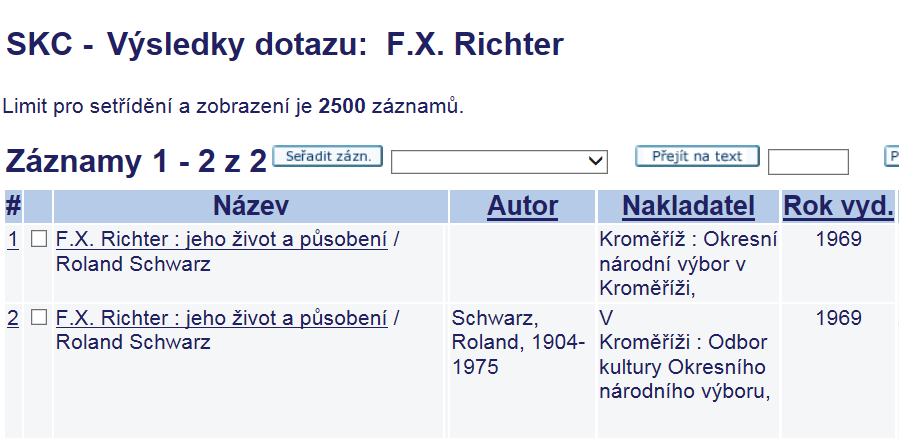 SKC - Výsledky dotazu: F.X. Richter
Limit pro setřídění a zobrazení je 2500 záznamů.
Záznamy 1 - 2 z 2 Seřadit zázn. Přejít na text
# Název Autor Nakladatel Rok vyd.
1 F.X. Richter : jeho život a působení / Kroměříž : Okresní 1969
Roland Schwarz národní výbor v
Kroměříži,
2 F.X. Richter : jeho život a působení / Schwarz, V 1969
Roland Schwarz Roland, 1904- Kroměříži : Odbor
1975 kultury Okresního
národního výboru,